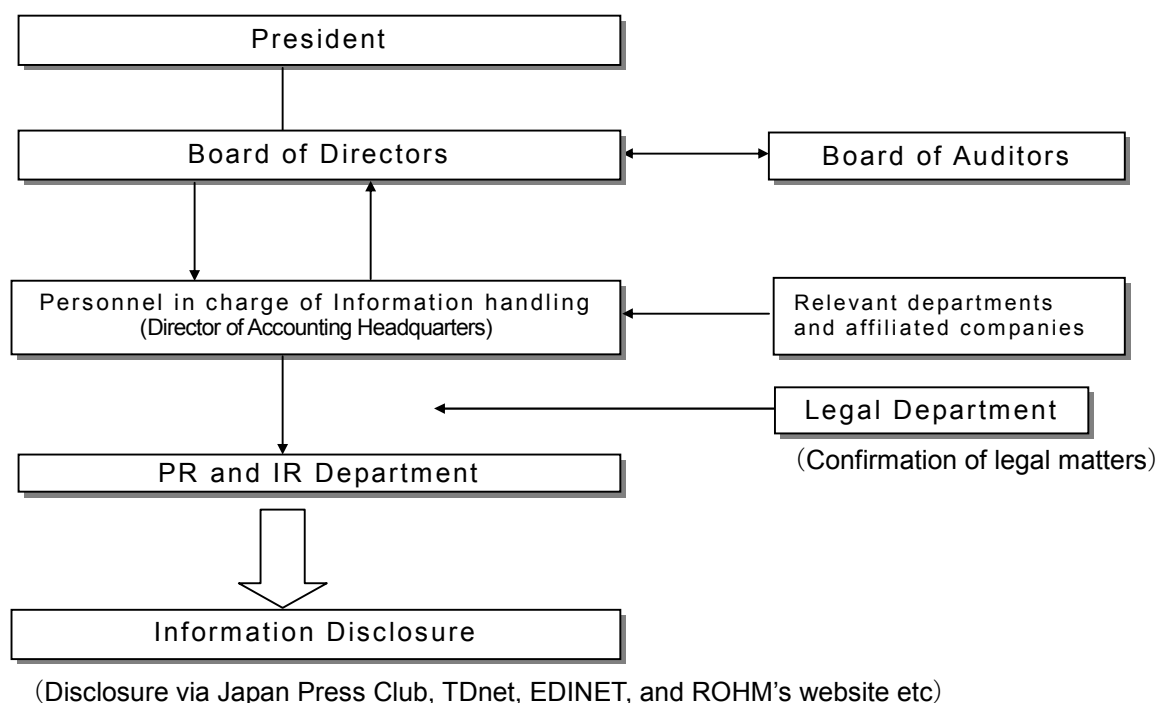 President
Board of Directors
Board of Auditors
Personnel in charge of Information handling
(Director of Accounting Headquarters)
Relevant departments
and affiliated companies
Legal Department
（Confirmation of legal matters）
PR and IR Department
Information Disclosure
（Disclosure via Japan Press Club, TDnet, EDINET, and ROHM’s website etc）